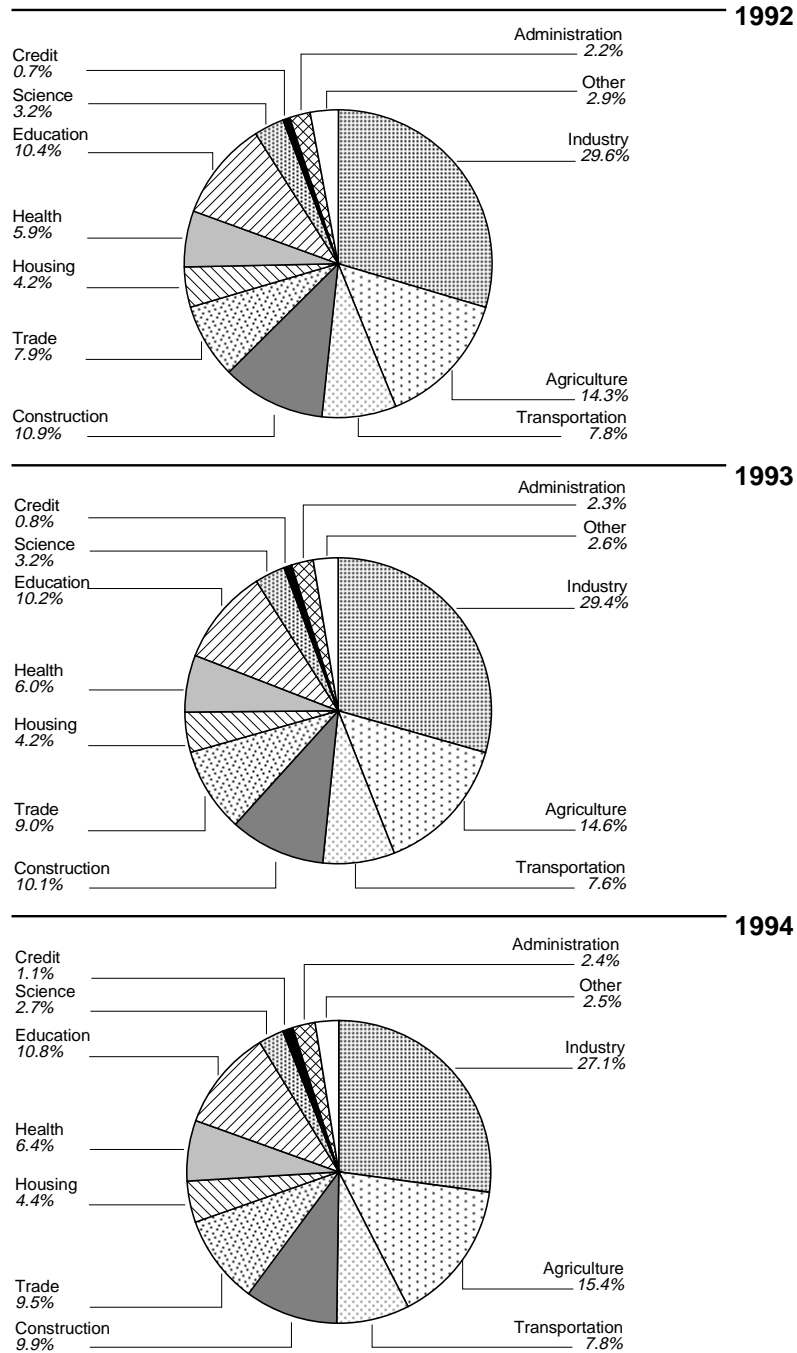 1992
Administration
2.2%
Credit
0.7%
Other
2.9%
Science
3.2%
Education
10.4%
Industry
29.6%
Health
5.9%
Housing
4.2%
Trade
7.9%
Agriculture
14.3%
Construction
10.9%
Transportation
7.8%
1993
Administration
2.3%
Credit
0.8%
Other
2.6%
Science
3.2%
Education
10.2%
Industry
29.4%
Health
6.0%
Housing
4.2%
Trade
9.0%
Agriculture
14.6%
Construction
10.1%
Transportation
7.6%
1994
Administration
2.4%
Credit
1.1%
Other
2.5%
Science
2.7%
Education
10.8%
Industry
27.1%
Health
6.4%
Housing
4.4%
Agriculture
15.4%
Trade
9.5%
Construction
9.9%
Transportation
7.8%